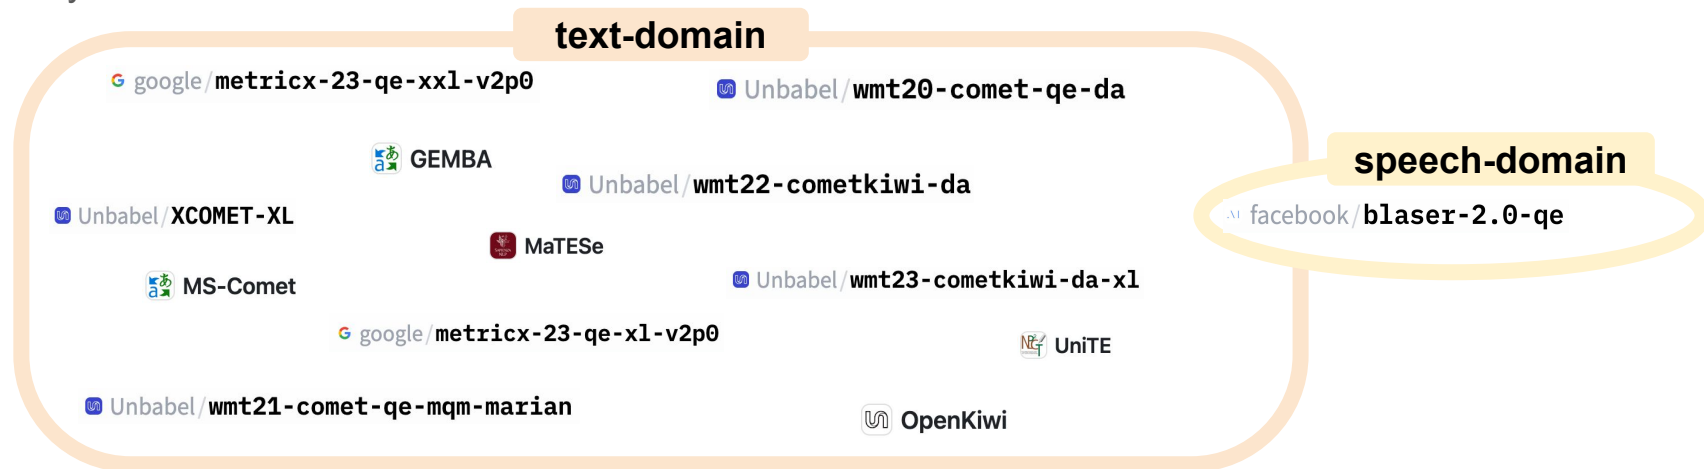 text-domain
google/metricx-23-qe-xxl-v2p0
Unbabel/wmt20-comet-qe-da
GEMBA
speech-domain
Unbabel/wmt22-cometkiwi-da
Unbabel/XCOMET-XL
facebook/blaser-2.0-qe
MaTESe
MS-Comet
Unbabel/wmt23-cometkiwi-da-xl
google/metricx-23-qe-xl-v2p0
UniTE
Unbabel/wmt21-comet-qe-mqm-marian
OpenKiwi